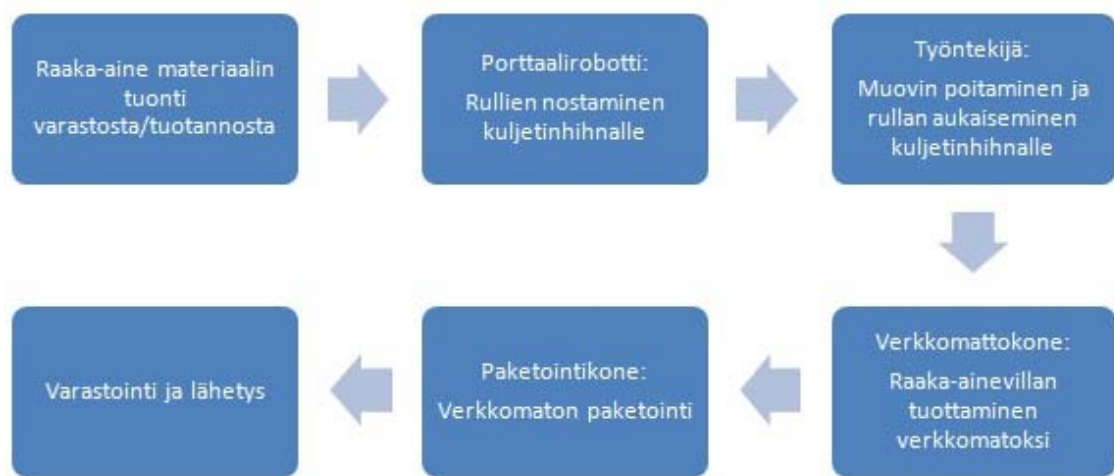 Raaka-aine materiaalin
tuonti
varastosta/tuotannosta
Porttaalirobotti:
Rullien nostaminen
kuljetinhihnalle
Työntekijä:
Muovin poitaminen ja
rullan aukaiseminen
kuljetinhihnalle
Verkkomattokone:
Raaka-ainevillan
tuottaminen
verkkomatoksi
Paketointikone:
Verkkomaton paketointi
Varastointi ja lähetys